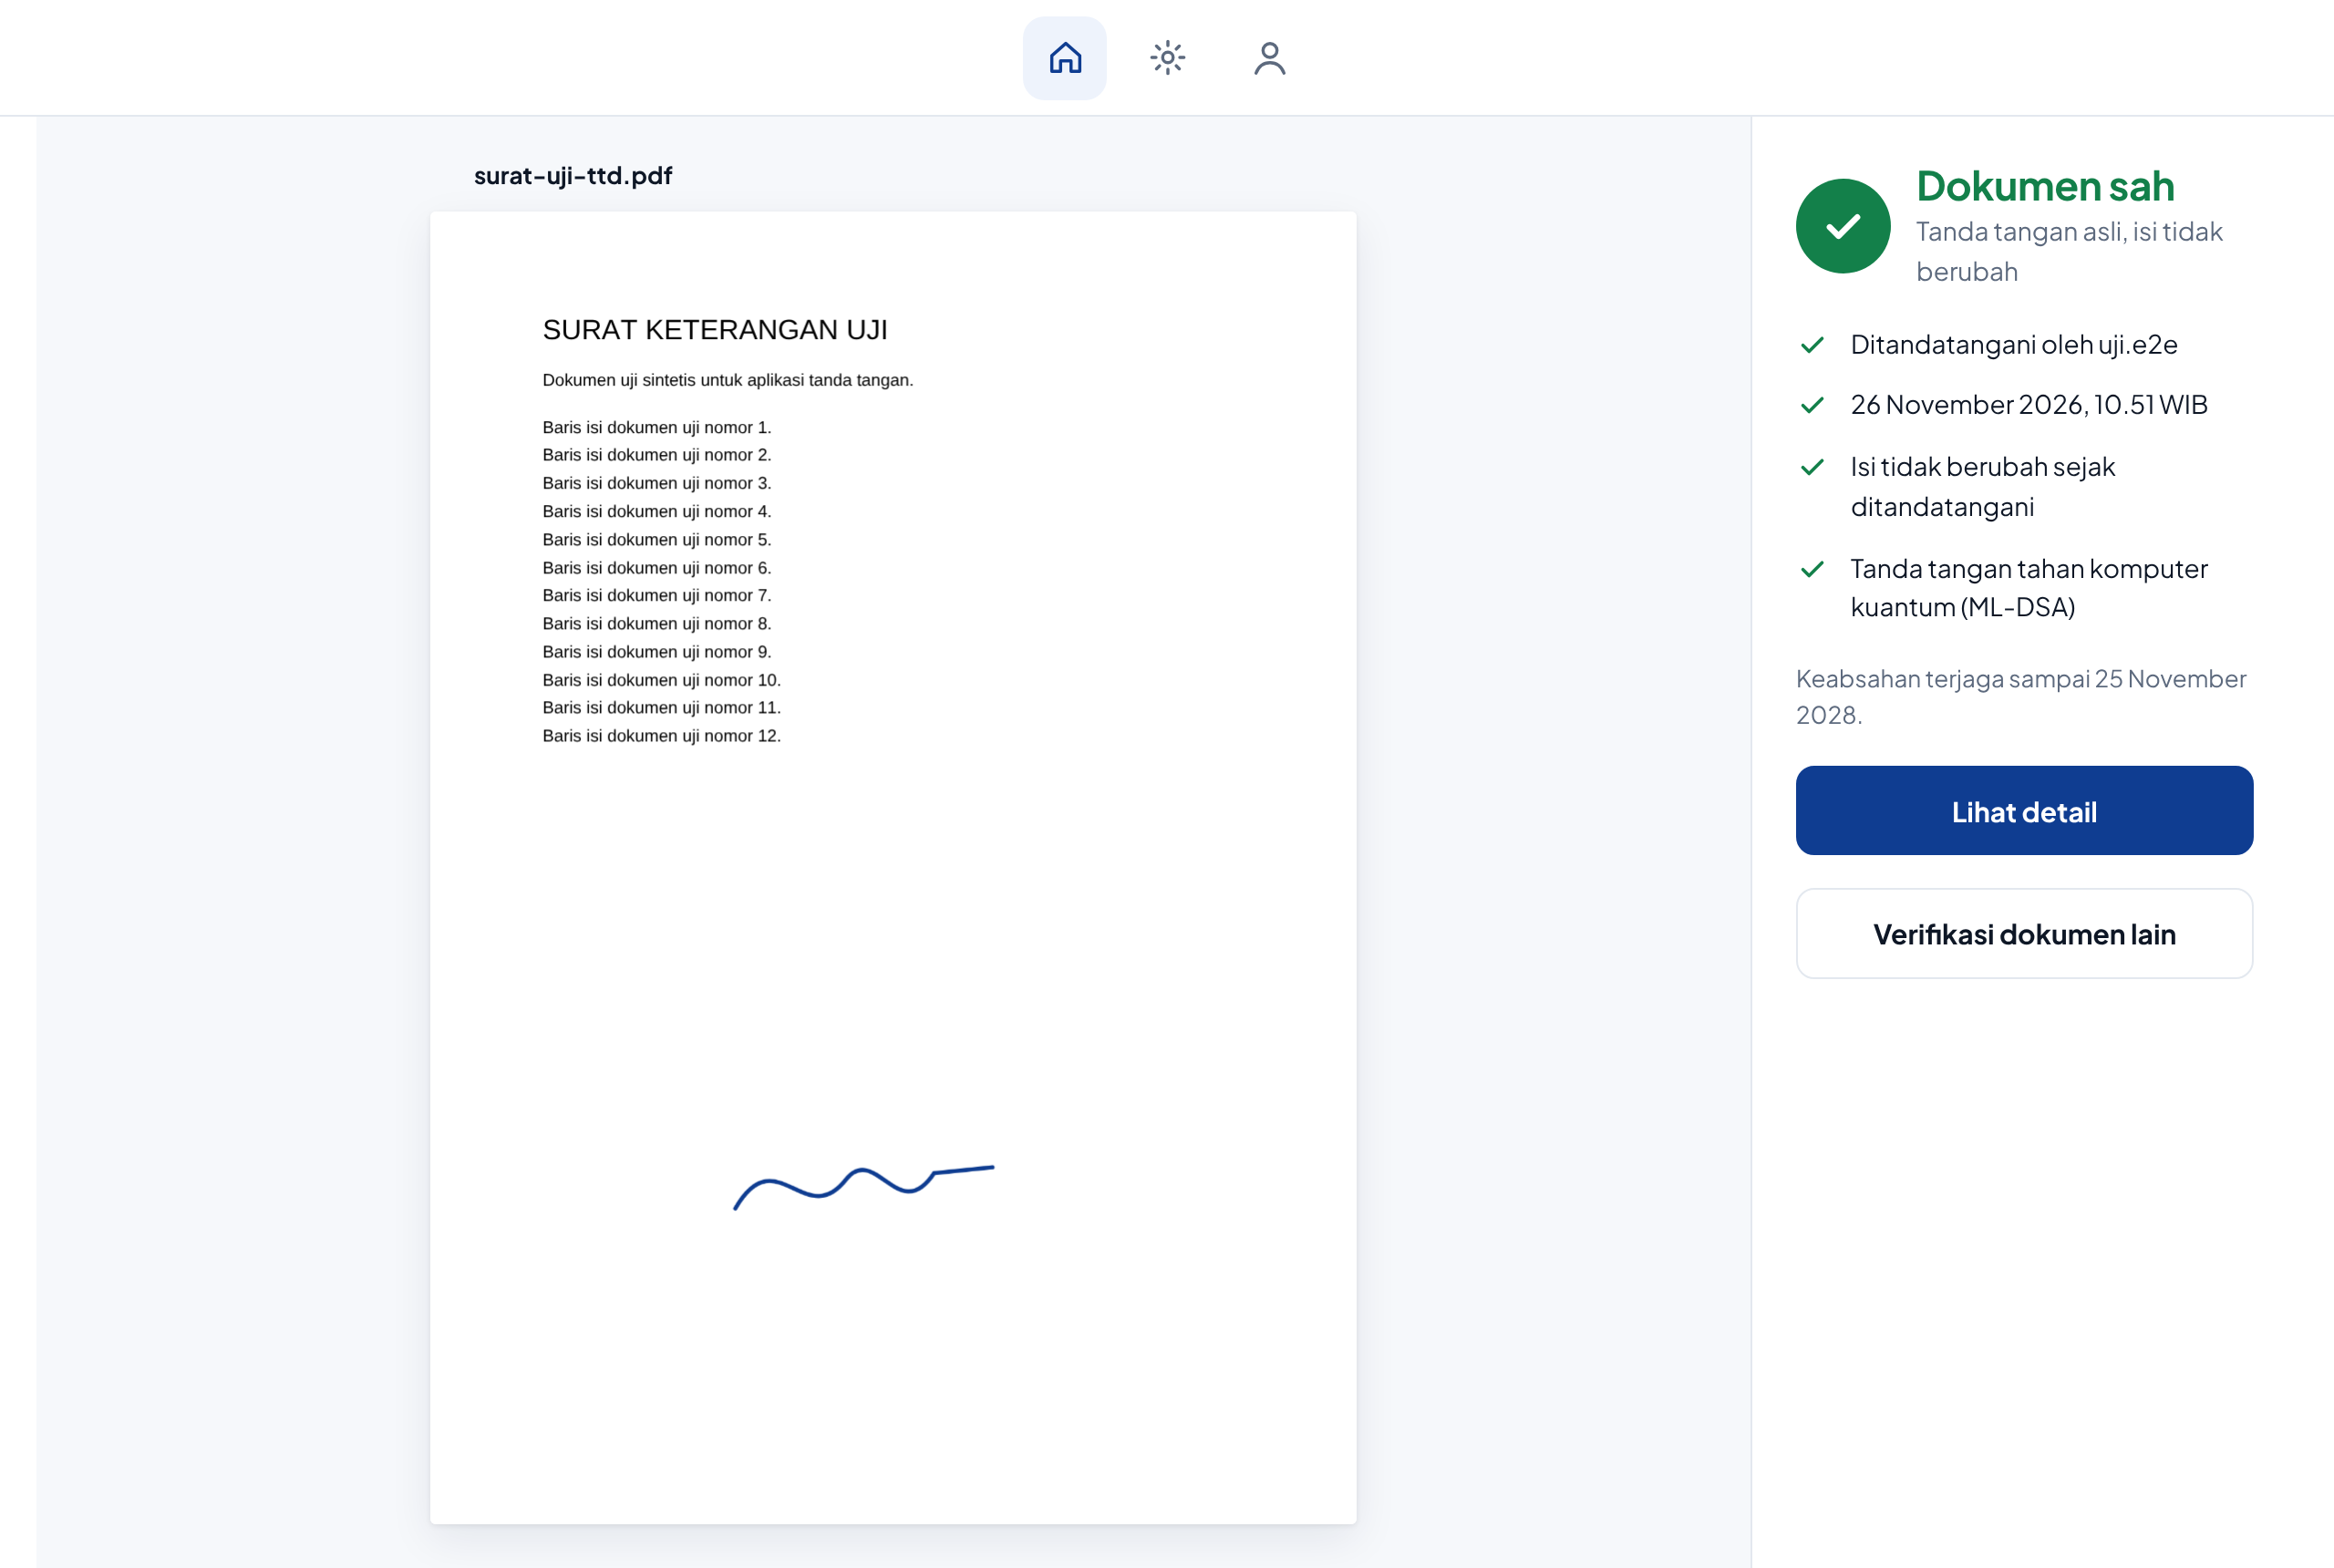 surat-uji-ttd.pdf
SURAT KETERANGAN UJI
Dokumen uji sintetis untuk aplikasi tanda tangan.
Baris isi dokumen uji nomor 1.
Baris isi dokumen uji nomor 2.
Baris isi dokumen uji nomor 3.
Baris isi dokumen uji nomor 4.
Baris isi dokumen uji nomor 5.
Baris isi dokumen uji nomor 6.
Baris isi dokumen uji nomor 7.
Baris isi dokumen uji nomor 8.
Baris isi dokumen uji nomor 9.
Baris isi dokumen uji nomor 10.
Baris isi dokumen uji nomor 11.
Baris isi dokumen uji nomor 12.
Dokumen sah
Tanda tangan asli, isi tidak
berubah
Ditandatangani oleh uji.e2e
26 November 2026, 10.51 WIB
Isi tidak berubah sejak
ditandatangani
Tanda tangan tahan komputer
kuantum (ML-DSA)
Keabsahan terjaga sampai 25 November
2028.
Lihat detail
Verifikasi dokumen lain